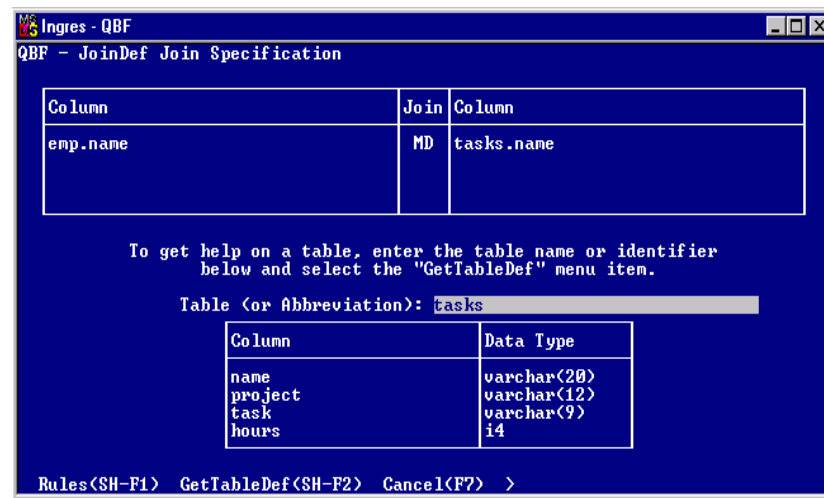 Ingres - QBF
QBF - JoinDef Join Specification
Column Join Column
emp.name MD tasks.name
To get help on a table, enter the table name or identifier
below and select the "GetTableDef" menu item.
Table (or Abbreviation): tasks
Column Data Type
name varchar(20)
project varchar(12)
task varchar(9)
hours i4
Rules(SH-F1) GetTableDef(SH-F2) Cancel(F7) >